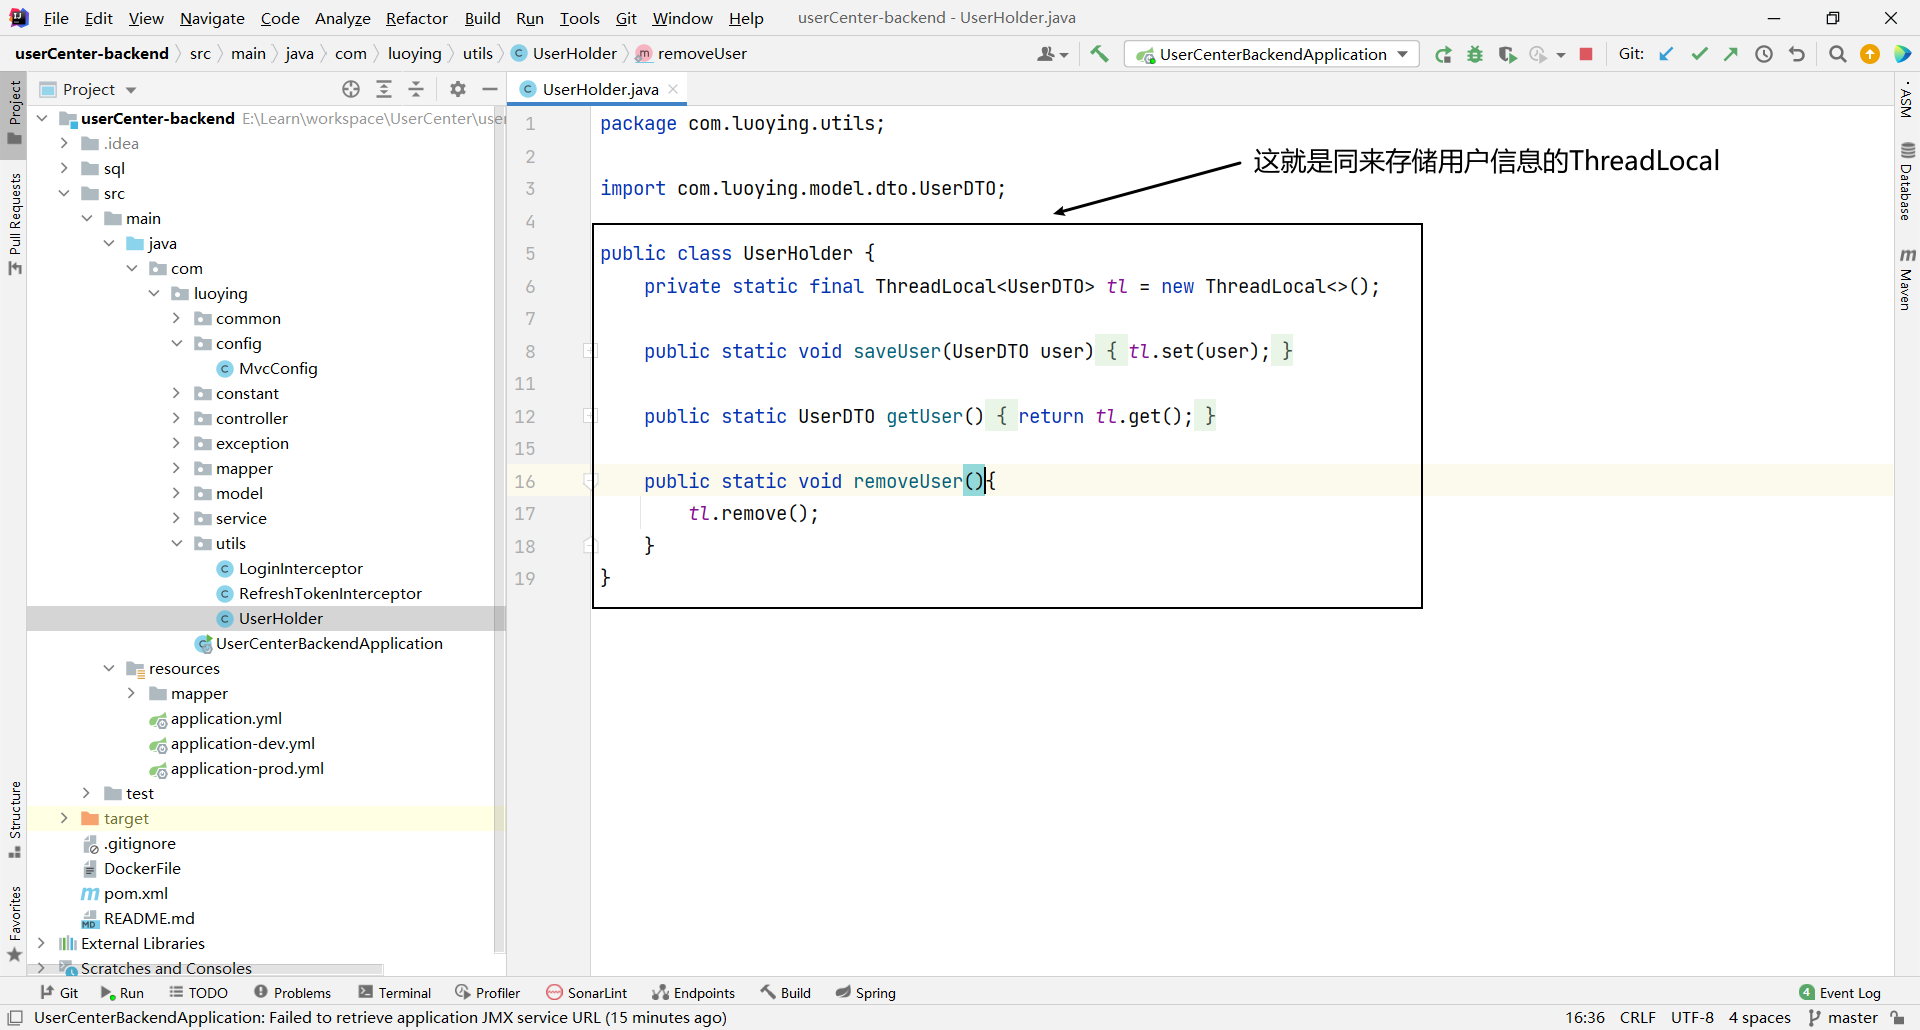 File Edit View Navigate Code Analyze Refactor Build Run Tools Git Window Help userCenter-backend - UserHolder.java
userCenter-backend src main java com luoying utils UserHolder removeUser UserCenterBackendApplication Git:
Project
UserHolder.java
userCenter-backend E:\Learn\workspace\UserCenter\user
.idea
sql
src
main
java
com
luoying
common
config
MvcConfig
constant
controller
exception
mapper
model
service
utils
LoginInterceptor
RefreshTokenInterceptor
UserHolder
UserCenterBackendApplication
resources
mapper
application.yml
application-dev.yml
application-prod.yml
test
target
.gitignore
DockerFile
pom.xml
README.md
External Libraries
Scratches and Consoles
Project
Pull Requests
Structure
Favorites
1 package com.luoying.utils;
2
3 import com.luoying.model.dto.UserDTO;
4
5 public class UserHolder {
6 private static final ThreadLocal<UserDTO> tl = new ThreadLocal<>();
7
8 public static void saveUser(UserDTO user) { tl.set(user); }
11
12 public static UserDTO getUser() { return tl.get(); }
15
16 public static void removeUser(){
17 tl.remove();
18 }
19 }
这就是同来存储用户信息的ThreadLocal
ASM
Database
Maven
Git Run TODO Problems Terminal Profiler SonarLint Endpoints Build Spring 4 Event Log
UserCenterBackendApplication: Failed to retrieve application JMX service URL (15 minutes ago) 16:36 CRLF UTF-8 4 spaces master